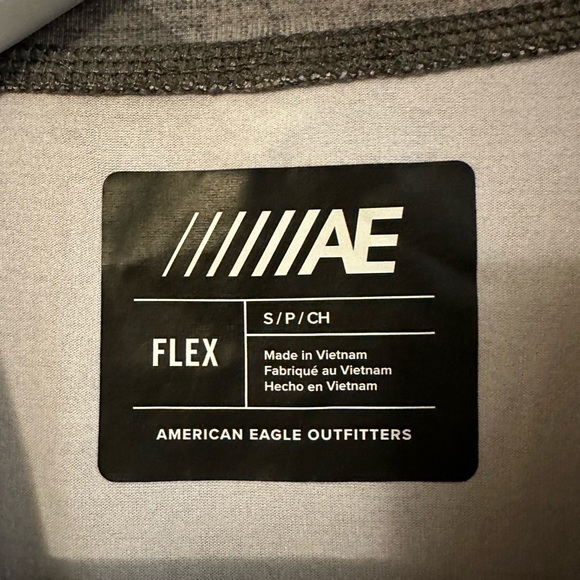 AE
S / P / CH
FLEX
Made in Vietnam
Fabriqué au Vietnam
Hecho en Vietnam
AMERICAN EAGLE OUTFITTERS